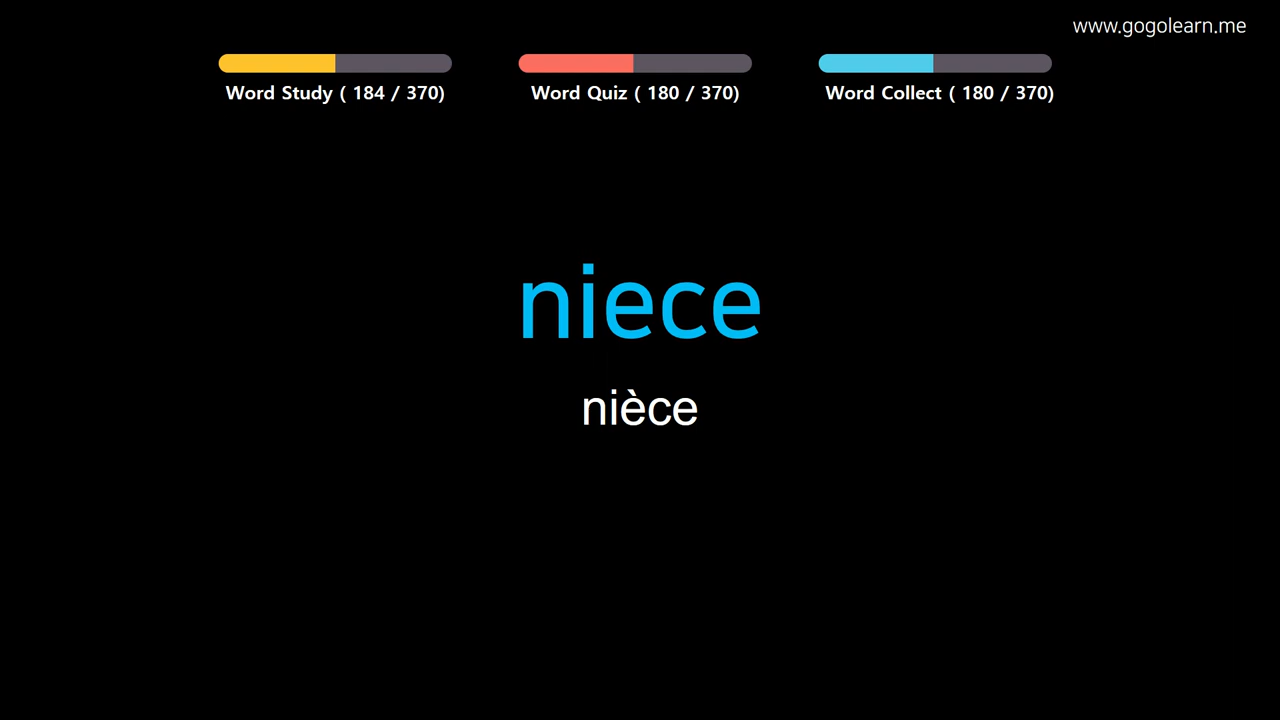 www.gogolearn.me
Word Study ( 184 / 370)
Word Quiz ( 180 / 370)
Word Collect ( 180 / 370)
niece
nièce